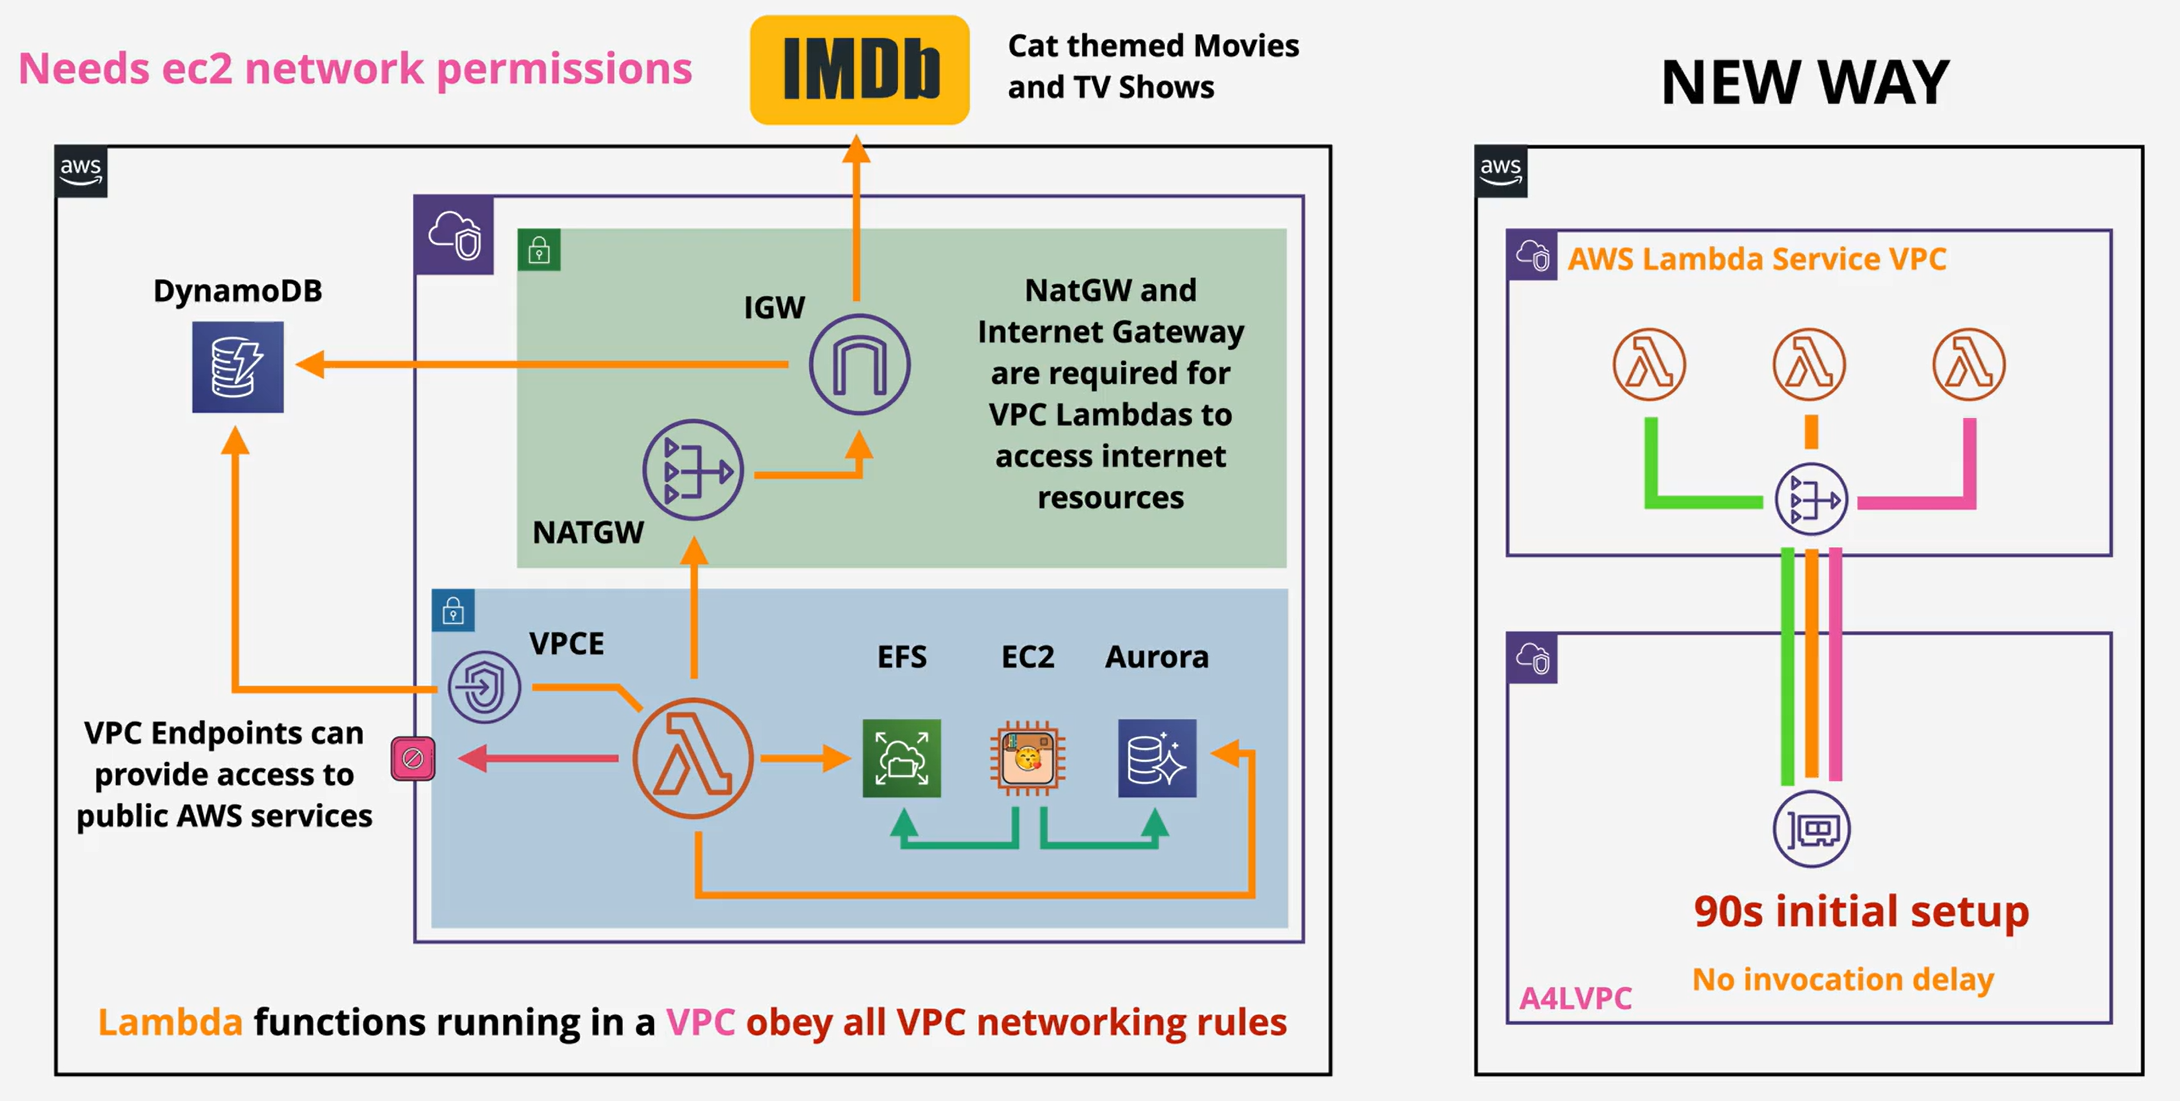 Needs ec2 network permissions
IMDb
Cat themed Movies
and TV Shows
aws
DynamoDB
IGW
NatGW and
Internet Gateway
are required for
VPC Lambdas to
access internet
resources
NATGW
VPCE
EFS
EC2
Aurora
VPC Endpoints can
provide access to
public AWS services
Lambda functions running in a VPC obey all VPC networking rules
NEW WAY
aws
AWS Lambda Service VPC
90s initial setup
No invocation delay
A4LVPC